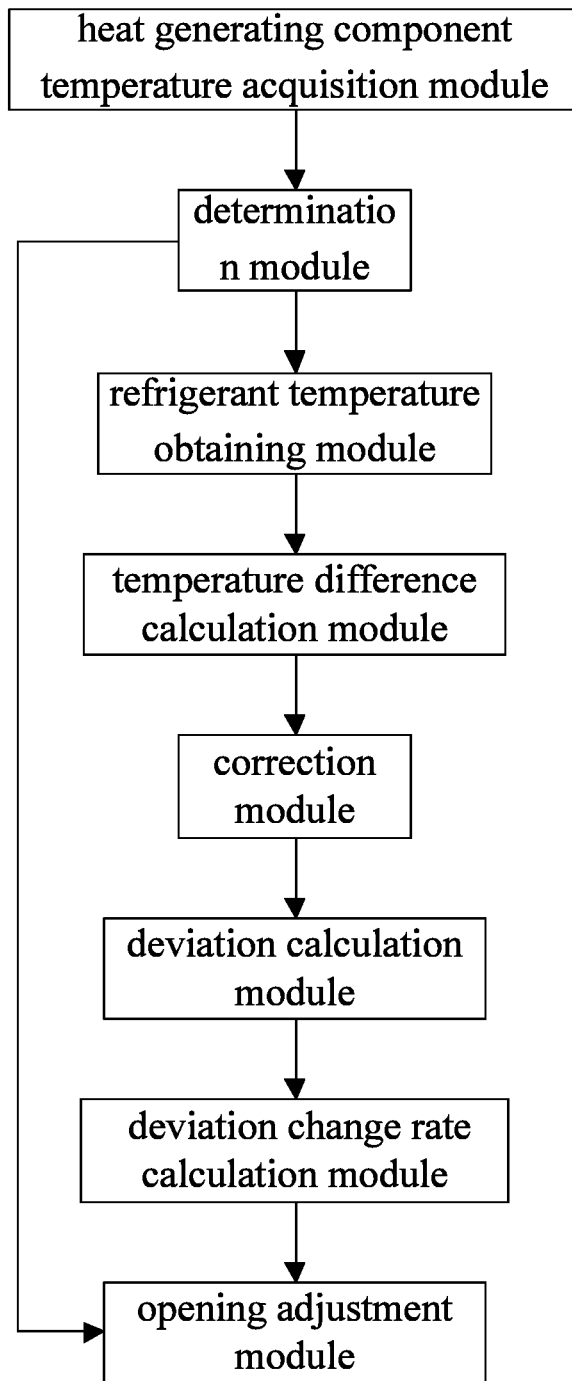 heat generating component
temperature acquisition module
determinatio
n module
refrigerant temperature
obtaining module
temperature difference
calculation module
correction
module
deviation calculation
module
deviation change rate
calculation module
opening adjustment
module